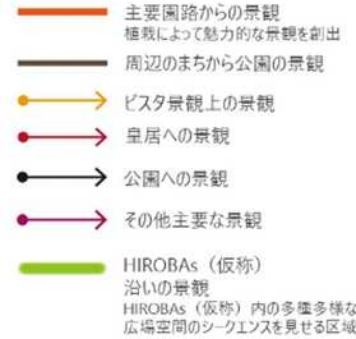 主要園路からの景観
植栽によって魅力的な景観を創出
周辺のまちから公園の景観
ビスタ景観上の景観
皇居への景観
公園への景観
その他主要な景観
HIROBAs（仮称）
沿いの景観
HIROBAs（仮称）内の多種多様な
広場空間のシークエンスを見せる区域